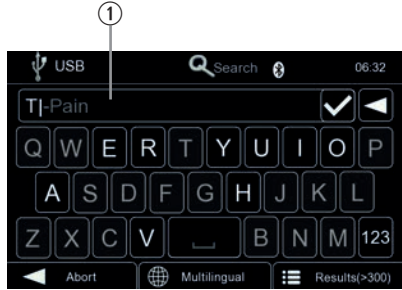 ①
USB Search 06:32
T|-Pain
Q W E R T Y U I O P
A S D F G H J K L
Z X C V B N M 123
Abort Multilingual Results(>300)